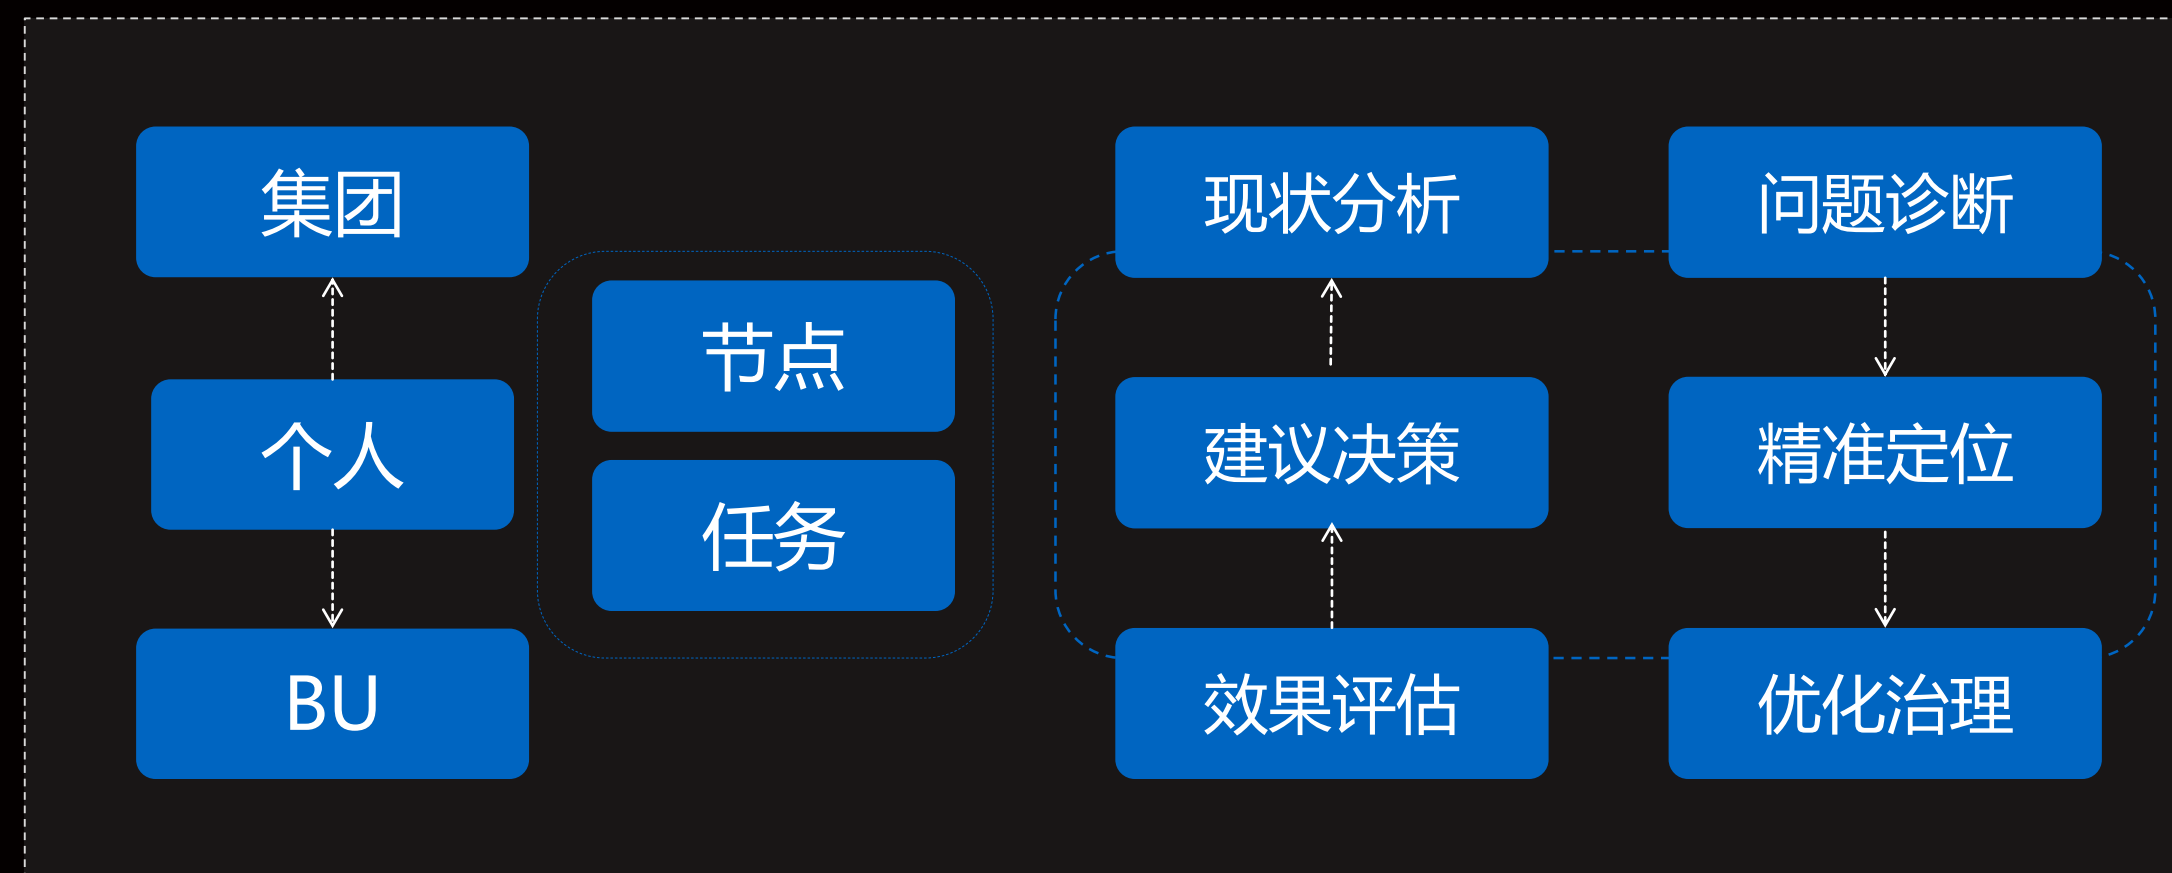 集团
个人
BU
节点
任务
现状分析
建议决策
效果评估
问题诊断
精准定位
优化治理